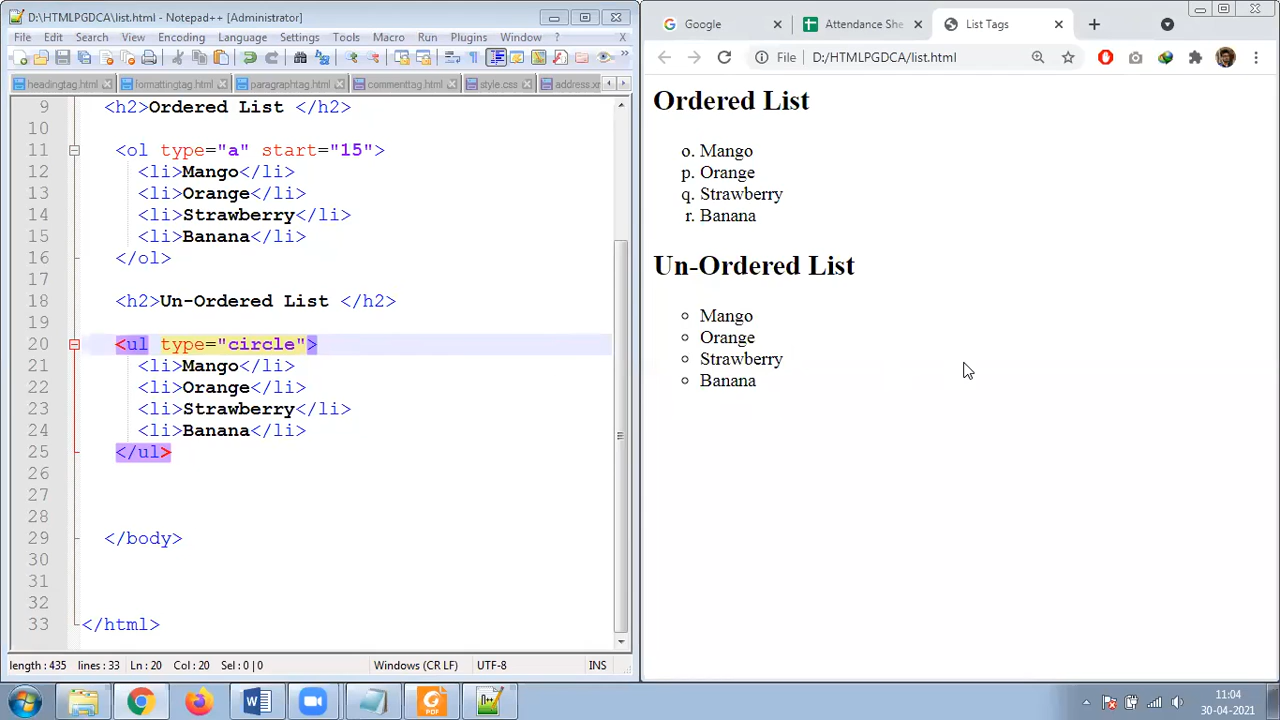 D:\HTMLPGDCA\list.html - Notepad++ [Administrator]
File Edit Search View Encoding Language Settings Tools Macro Run Plugins Window ? X
headingtag.html formattingtag.html paragraphtag.html commenttag.html style.css
9 <h2>Ordered List </h2>
10
11 <ol type="a" start="15">
12 <li>Mango</li>
13 <li>Orange</li>
14 <li>Strawberry</li>
15 <li>Banana</li>
16 </ol>
17
18 <h2>Un-Ordered List </h2>
19
20 <ul type="circle">
21 <li>Mango</li>
22 <li>Orange</li>
23 <li>Strawberry</li>
24 <li>Banana</li>
25 </ul>
26
27
28
29 </body>
30
31
32
33 </html>
length : 435 lines : 33 Ln : 20 Col : 20 Sel : 0 | 0 Windows (CR LF) UTF-8 INS
Google Attendance She List Tags
File D:/HTMLPGDCA/list.html
Ordered List
o. Mango
p. Orange
q. Strawberry
r. Banana
Un-Ordered List
Mango
Orange
Strawberry
Banana
PDF
11:04
30-04-2021